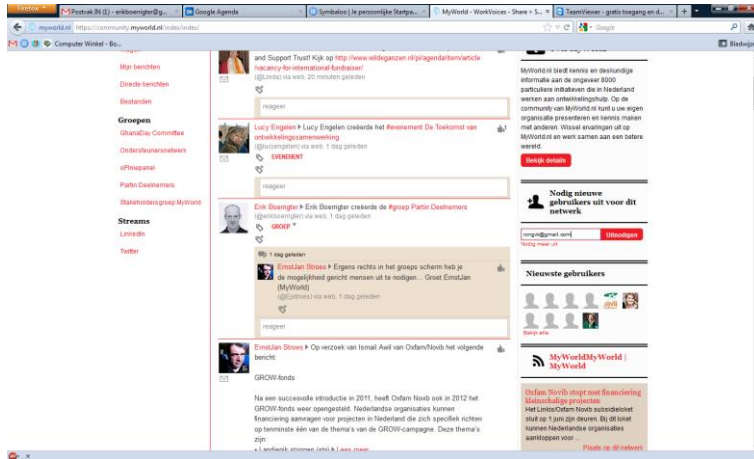 Firefox
Postvak IN (1) - erikboerrigter@g...
Google Agenda
Symbaloo | Je persoonlijke Startpa...
MyWorld - WorkVoices - Share > S...
TeamViewer - gratis toegang en d...
myworld.nl https://community.myworld.nl/index/index/
Google
Computer Winkel - Bo...
Bladwijz
Mijn berichten
Directe berichten
Bestanden
Groepen
GhanaDay Committee
Ondersteunersnetwerk
ePlnepanel
Partin Deelnemers
Stakeholdersgroep MyWorld
Streams
LinkedIn
Twitter
and Support Trust! Kijk op http://www.wildeganzen.nl/pl/agenda/item/article
/vacancy-for-international-fundraiser/
(@Linda) via web, 20 minuten geleden
reageer
Lucy Engelen Lucy Engelen creëerde het #evenement De Toekomst van
ontwikkelingssamenwerking
(@lucyengelen) via web, 1 dag geleden
EVENEMENT
reageer
Erik Boerrigter Erik Boerrigter creëerde de #groep Partin Deelnemers
(@erikboerrigter) via web, 1 dag geleden
GROEP
1 dag geleden
ErnstJan Stroes Ergens rechts in het groeps scherm heb je
de mogelijkheid gericht mensen uit te nodigen... Groet ErnstJan
(MyWorld)
(@Ejstroes) via web, 1 dag geleden
reageer
ErnstJan Stroes Op verzoek van Ismail Awil van Oxfam/Novib het volgende
bericht:
GROW-fonds
Na een succesvolle introductie in 2011, heeft Oxfam Novib ook in 2012 het
GROW-fonds weer opengesteld. Nederlandse organisaties kunnen
financiering aanvragen voor projecten in Nederland die zich specifiek richten
op tenminste één van de thema's van de GROW-campagne. Deze thema's
zijn:
Lees meer
MyWorld.nl biedt kennis en deskundige
informatie aan de ongeveer 8000
particuliere initiatieven die in Nederland
werken aan ontwikkelingshulp. Op de
community van MyWorld.nl kunt u uw eigen
organisatie presenteren en kennis maken
met anderen. Wissel ervaringen uit op
MyWorld.nl en werk samen aan een betere
wereld.
Bekijk details
Nodig nieuwe
gebruikers uit voor dit
netwerk
Uitnodigen
Nodig meer uit
Nieuwste gebruikers
Bekijk alle
MyWorldMyWorld |
MyWorld
Oxfam Novib stopt met financiering
kleinschalige projecten
Het Linkis/Oxfam Novib subsidieloket
sluit op 1 juni zijn deuren. Bij dit loket
kunnen Nederlandse organisaties
aankloppen voor ...
Plaats op dit netwerk